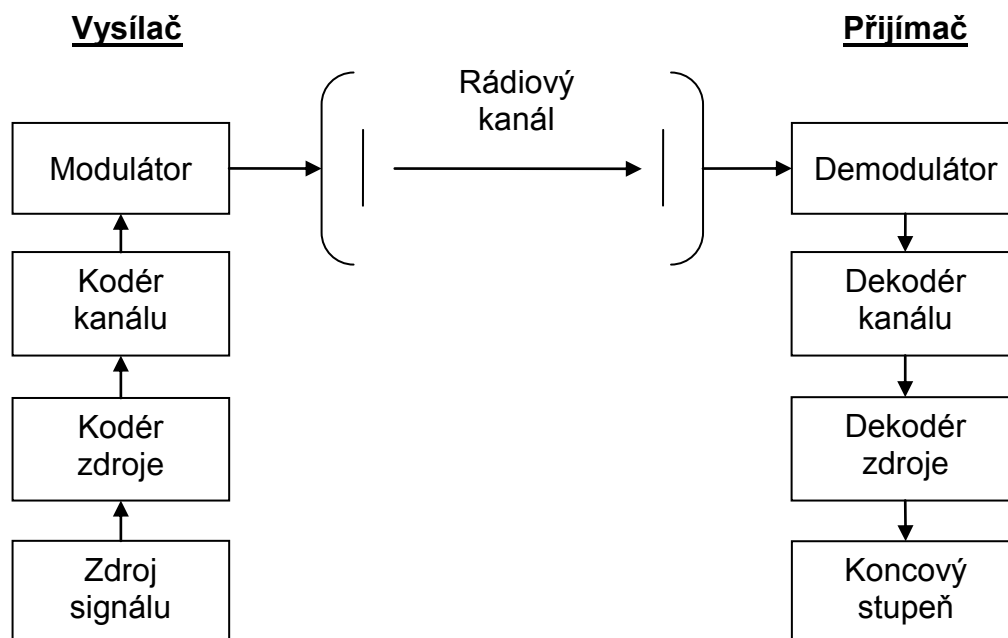 Vysílač
Přijímač
Rádiový
kanál
Modulátor
Demodulátor
Kodér
kanálu
Dekodér
kanálu
Kodér
zdroje
Dekodér
zdroje
Zdroj
signálu
Koncový
stupeň